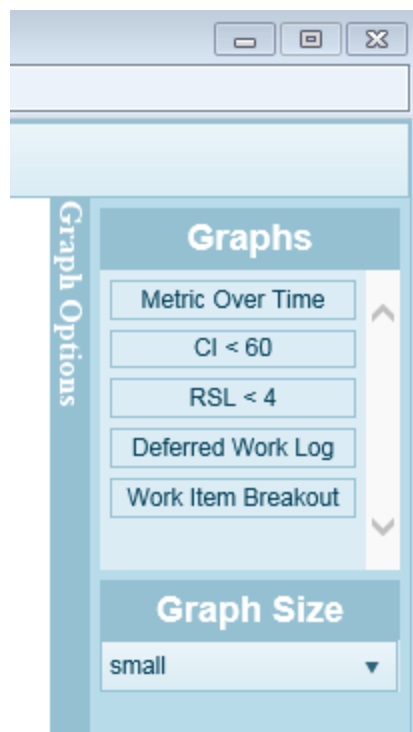 Graph Options
Graphs
Metric Over Time
CI < 60
RSL < 4
Deferred Work Log
Work Item Breakout
Graph Size
small